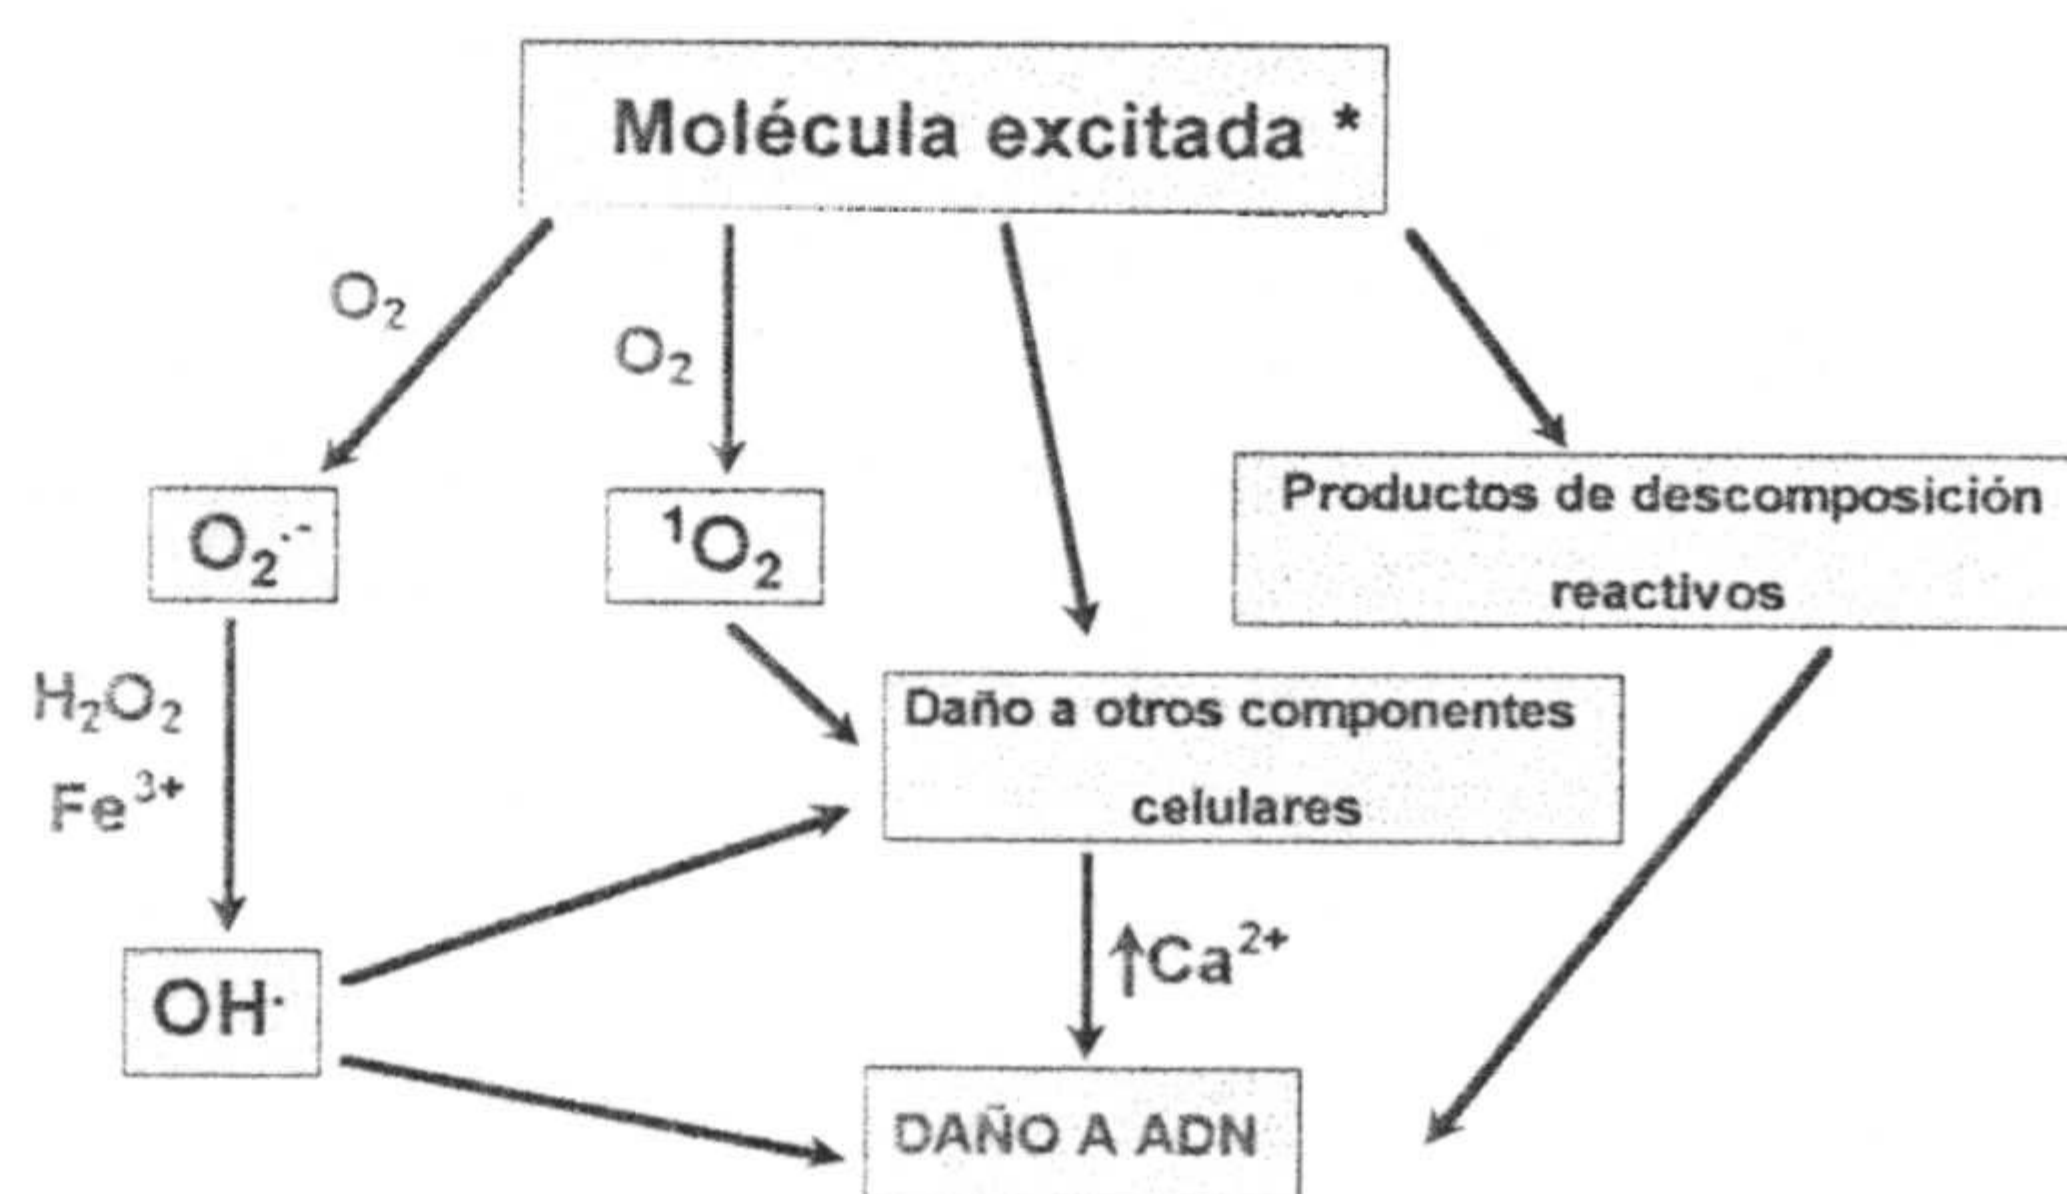 Molécula excitada *
O₂
O₂
O₂·⁻
¹O₂
Productos de descomposición
reactivos
H₂O₂
Fe³⁺
Daño a otros componentes
celulares
↑Ca²⁺
OH·
DAÑO A ADN